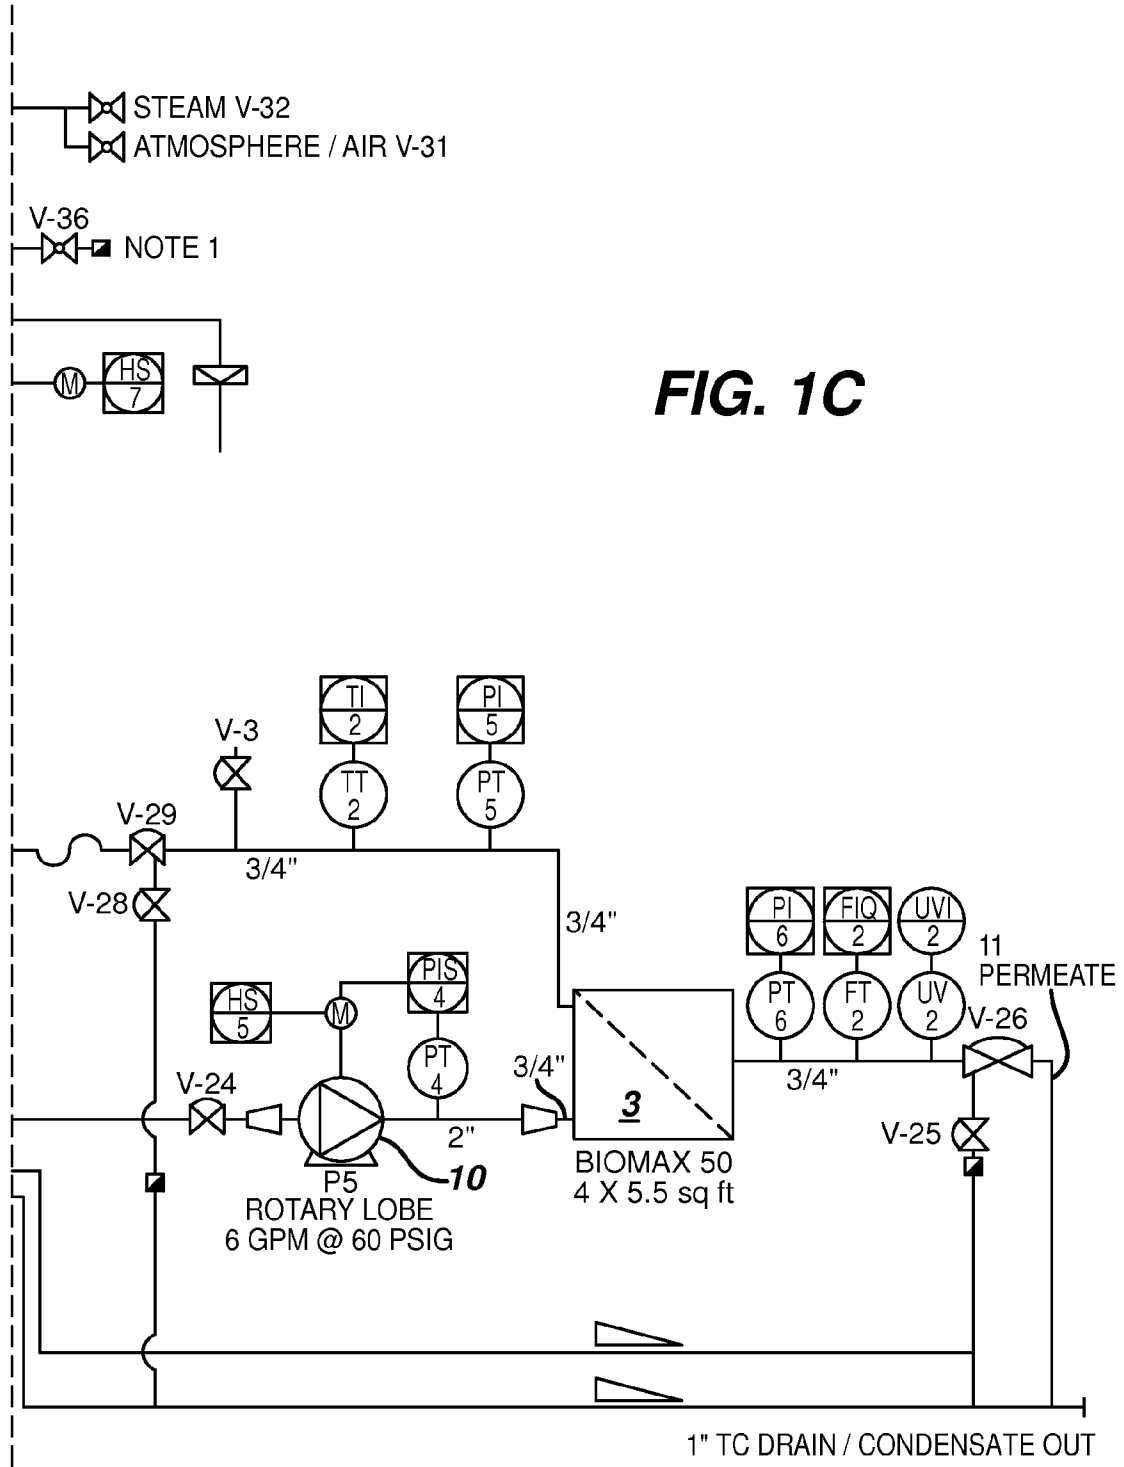 STEAM V-32
ATMOSPHERE / AIR V-31
V-36
NOTE 1
M
HS
7
FIG. 1C
TI
2
PI
5
V-3
TT
2
PT
5
V-29
3/4"
V-28
3/4"
PI
6
FIQ
2
UVI
2
11
PERMEATE
PIS
4
HS
5
M
PT
6
FT
2
UV
2
V-26
PT
4
3/4"
V-24
3/4"
2"
3
V-25
10
P5
ROTARY LOBE
6 GPM @ 60 PSIG
BIOMAX 50
4 X 5.5 sq ft
1" TC DRAIN / CONDENSATE OUT